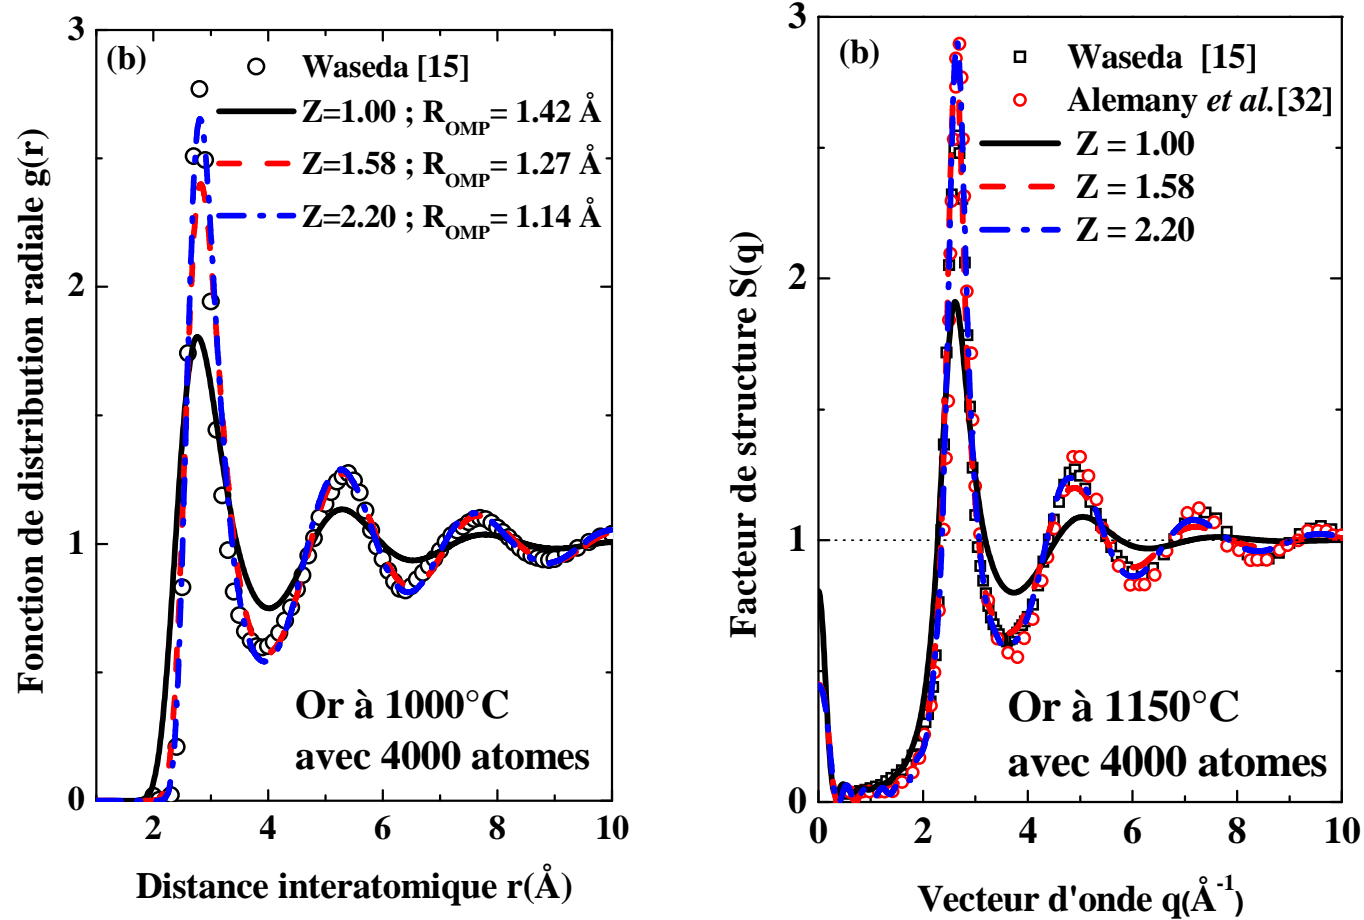 (b)
Waseda [15]
Z=1.00 ; R_OMP= 1.42 Å
Z=1.58 ; R_OMP= 1.27 Å
Z=2.20 ; R_OMP= 1.14 Å
Fonction de distribution radiale g(r)
3
2
1
0
Or à 1000°C
avec 4000 atomes
2 4 6 8 10
Distance interatomique r(Å)
(b)
Waseda [15]
Alemany et al.[32]
Z = 1.00
Z = 1.58
Z = 2.20
Facteur de structure S(q)
3
2
1
0
Or à 1150°C
avec 4000 atomes
0 2 4 6 8 10
Vecteur d'onde q(Å⁻¹)